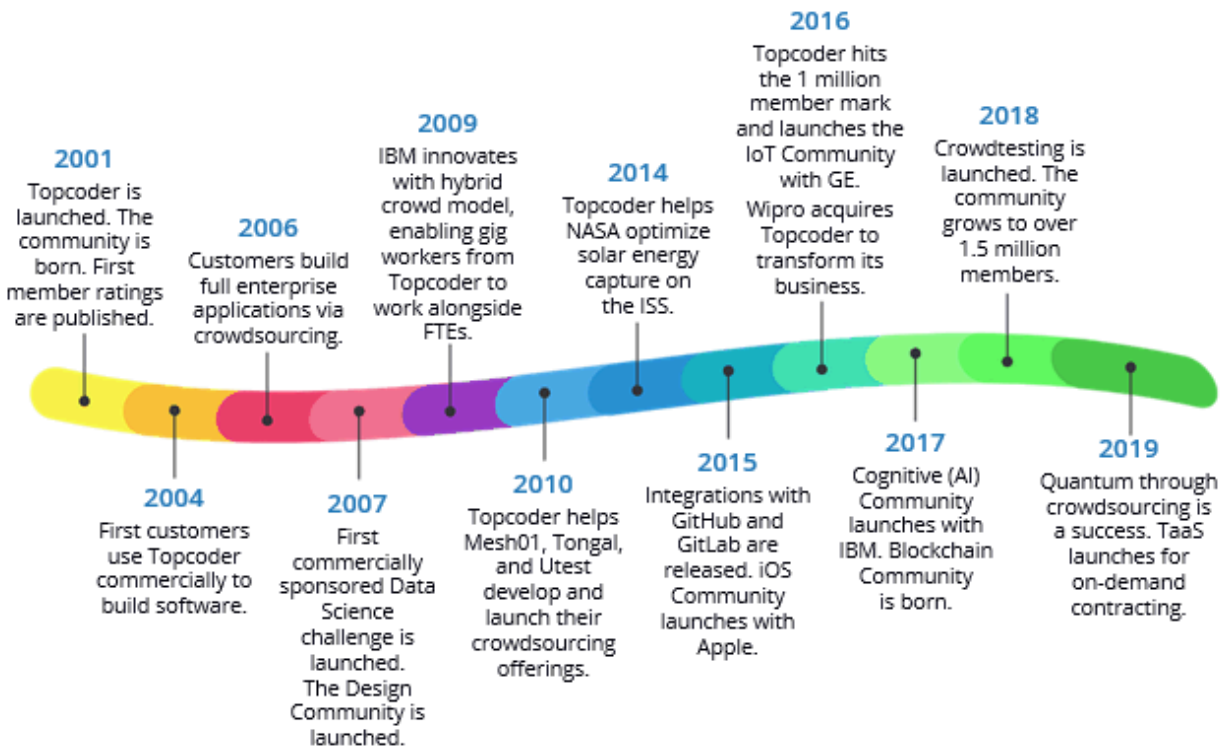 2001
Topcoder is
launched. The
community is
born. First
member ratings
are published.
2004
First customers
use Topcoder
commercially to
build software.
2006
Customers build
full enterprise
applications via
crowdsourcing.
2007
First
commercially
sponsored Data
Science
challenge is
launched.
The Design
Community is
launched.
2009
IBM innovates
with hybrid
crowd model,
enabling gig
workers from
Topcoder to
work alongside
FTEs.
2010
Topcoder helps
Mesh01, Tongal,
and Utest
develop and
launch their
crowdsourcing
offerings.
2014
Topcoder helps
NASA optimize
solar energy
capture on
the ISS.
2015
Integrations with
GitHub and
GitLab are
released. iOS
Community
launches with
Apple.
2016
Topcoder hits
the 1 million
member mark
and launches the
IoT Community
with GE.
Wipro acquires
Topcoder to
transform its
business.
2017
Cognitive (AI)
Community
launches with
IBM. Blockchain
Community
is born.
2018
Crowdtesting is
launched. The
community
grows to over
1.5 million
members.
2019
Quantum through
crowdsourcing is
a success. TaaS
launches for
on-demand
contracting.